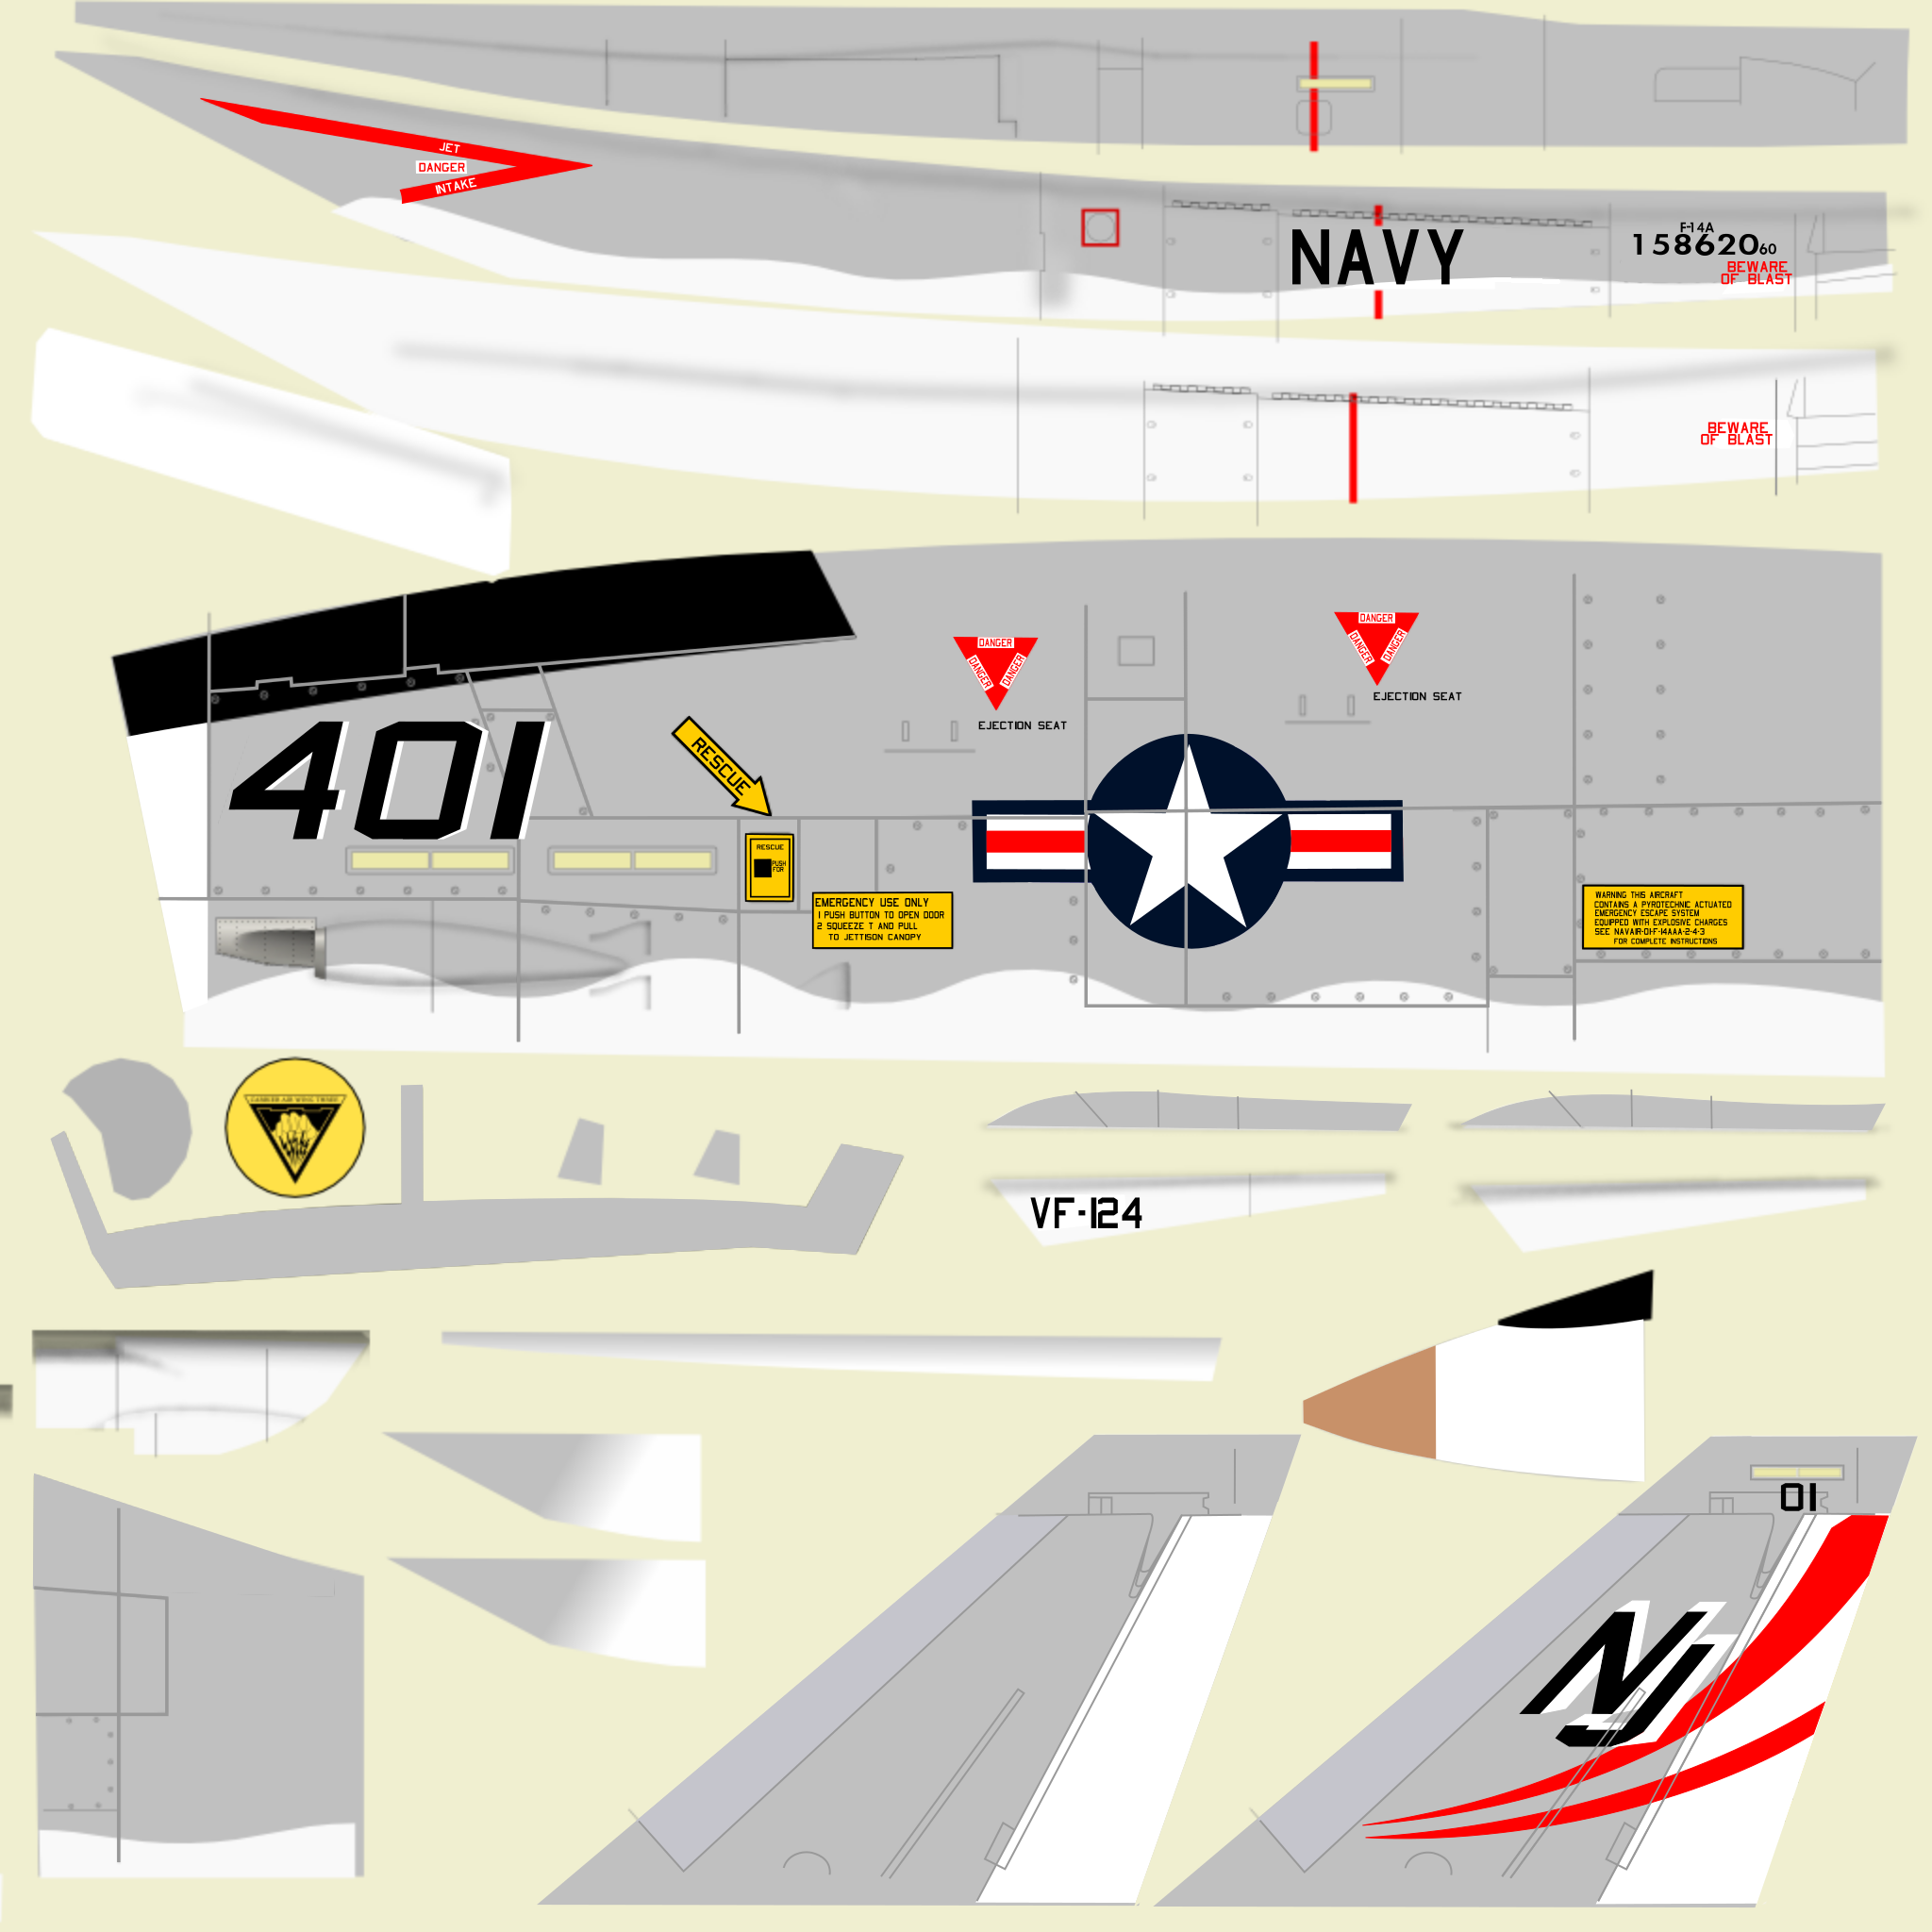 JET
DANGER
INTAKE
NAVY
F-14A
15862060
BEWARE
OF BLAST
BEWARE
OF BLAST
DANGER
DANGER
DANGER
EJECTION SEAT
DANGER
DANGER
DANGER
EJECTION SEAT
401
RESCUE
RESCUE
PUSH
FOR
EMERGENCY USE ONLY
1 PUSH BUTTON TO OPEN DOOR
2 SQUEEZE T AND PULL
TO JETTISON CANOPY
WARNING THIS AIRCRAFT
CONTAINS A PYROTECHNIC ACTUATED
EMERGENCY ESCAPE SYSTEM
EQUIPPED WITH EXPLOSIVE CHARGES
SEE NAVAIR-01-F-14AAA-2-4-3
FOR COMPLETE INSTRUCTIONS
VF-124
01
NJ